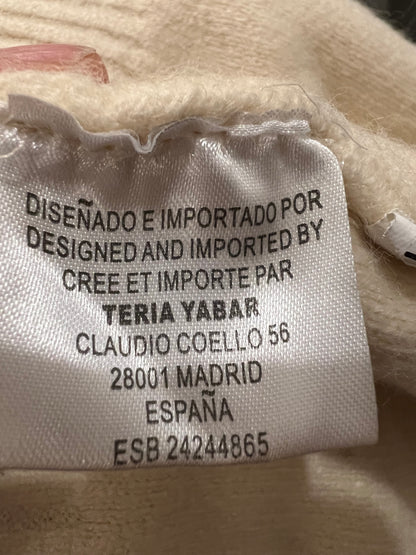 DISEÑADO E IMPORTADO POR
DESIGNED AND IMPORTED BY
CREE ET IMPORTE PAR
TERIA YABAR
CLAUDIO COELLO 56
28001 MADRID
ESPAÑA
ESB 24244865